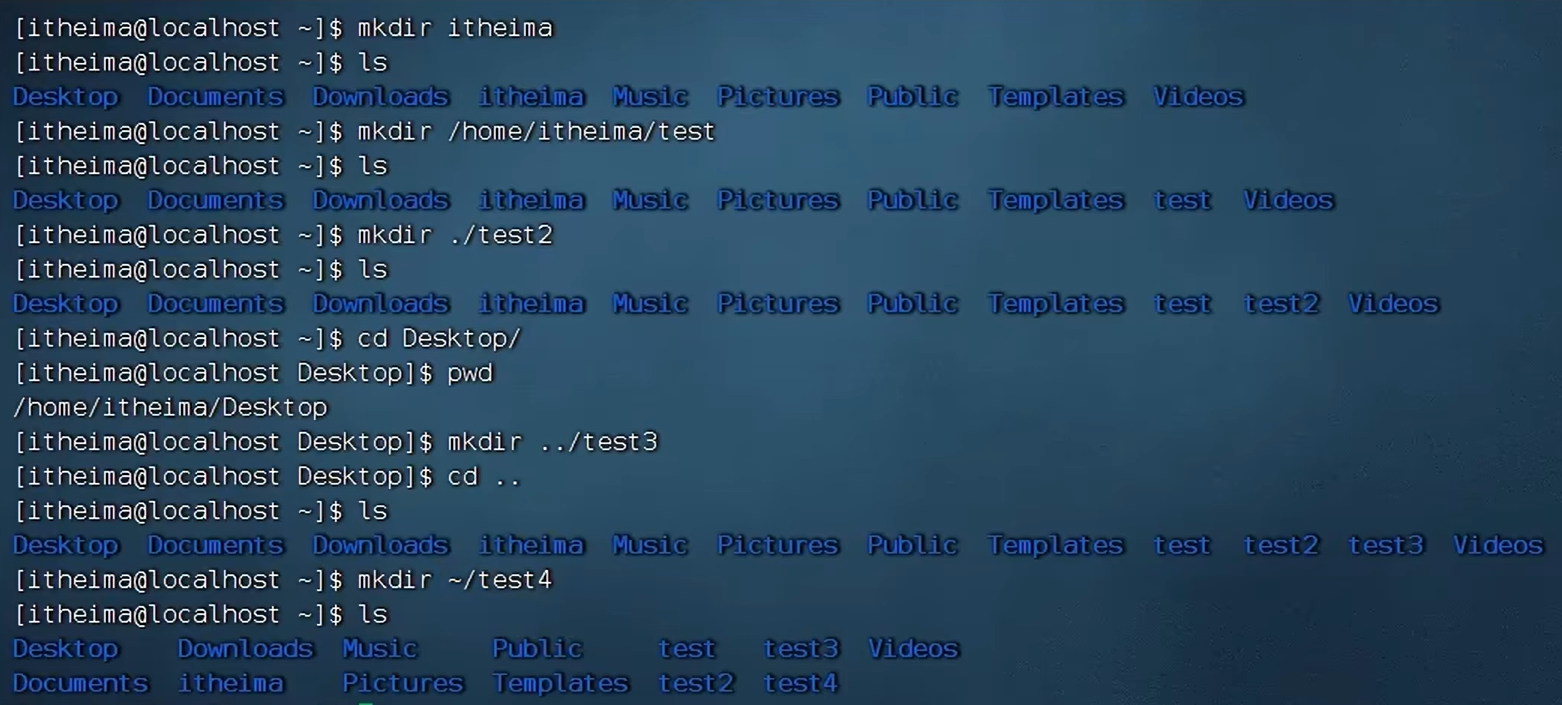 [itheima@localhost ~]$ mkdir itheima
[itheima@localhost ~]$ ls
Desktop  Documents  Downloads  itheima  Music  Pictures  Public  Templates  Videos
[itheima@localhost ~]$ mkdir /home/itheima/test
[itheima@localhost ~]$ ls
Desktop  Documents  Downloads  itheima  Music  Pictures  Public  Templates  test  Videos
[itheima@localhost ~]$ mkdir ./test2
[itheima@localhost ~]$ ls
Desktop  Documents  Downloads  itheima  Music  Pictures  Public  Templates  test  test2  Videos
[itheima@localhost ~]$ cd Desktop/
[itheima@localhost Desktop]$ pwd
/home/itheima/Desktop
[itheima@localhost Desktop]$ mkdir ../test3
[itheima@localhost Desktop]$ cd ..
[itheima@localhost ~]$ ls
Desktop  Documents  Downloads  itheima  Music  Pictures  Public  Templates  test  test2  test3  Videos
[itheima@localhost ~]$ mkdir ~/test4
[itheima@localhost ~]$ ls
Desktop    Downloads  Music     Public     test   test3  Videos
Documents  itheima    Pictures  Templates  test2  test4